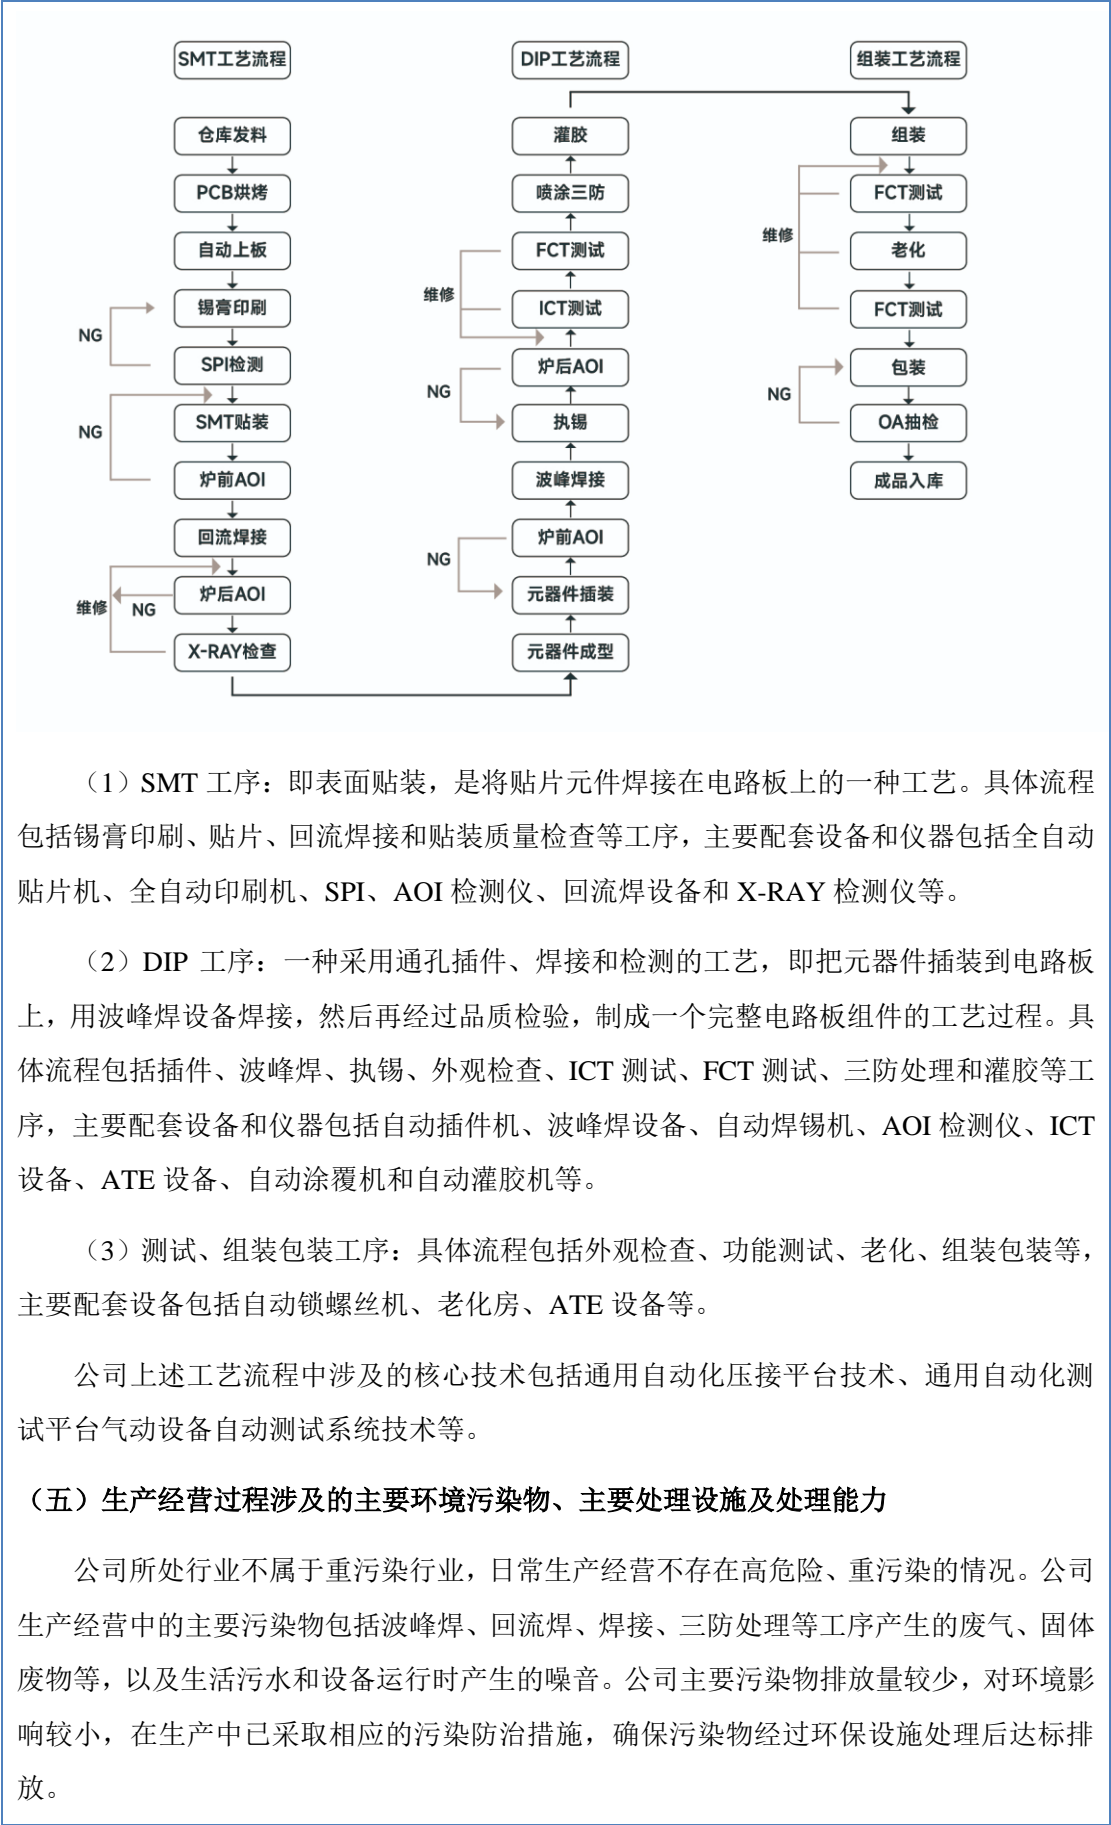 SMT工艺流程
仓库发料
PCB烘烤
自动上板
锡膏印刷
NG
SPI检测
SMT贴装
NG
炉前AOI
回流焊接
炉后AOI
维修
NG
X-RAY检查
DIP工艺流程
灌胶
喷涂三防
FCT测试
维修
ICT测试
炉后AOI
NG
执锡
波峰焊接
炉前AOI
NG
元器件插装
元器件成型
组装工艺流程
组装
FCT测试
维修
老化
FCT测试
包装
NG
OA抽检
成品入库
（1）SMT 工序：即表面贴装，是将贴片元件焊接在电路板上的一种工艺。具体流程
包括锡膏印刷、贴片、回流焊接和贴装质量检查等工序，主要配套设备和仪器包括全自动
贴片机、全自动印刷机、SPI、AOI 检测仪、回流焊设备和 X-RAY 检测仪等。
（2）DIP 工序：一种采用通孔插件、焊接和检测的工艺，即把元器件插装到电路板
上，用波峰焊设备焊接，然后再经过品质检验，制成一个完整电路板组件的工艺过程。具
体流程包括插件、波峰焊、执锡、外观检查、ICT 测试、FCT 测试、三防处理和灌胶等工
序，主要配套设备和仪器包括自动插件机、波峰焊设备、自动焊锡机、AOI 检测仪、ICT
设备、ATE 设备、自动涂覆机和自动灌胶机等。
（3）测试、组装包装工序：具体流程包括外观检查、功能测试、老化、组装包装等，
主要配套设备包括自动锁螺丝机、老化房、ATE 设备等。
公司上述工艺流程中涉及的核心技术包括通用自动化压接平台技术、通用自动化测
试平台气动设备自动测试系统技术等。
（五）生产经营过程涉及的主要环境污染物、主要处理设施及处理能力
公司所处行业不属于重污染行业，日常生产经营不存在高危险、重污染的情况。公司
生产经营中的主要污染物包括波峰焊、回流焊、焊接、三防处理等工序产生的废气、固体
废物等，以及生活污水和设备运行时产生的噪音。公司主要污染物排放量较少，对环境影
响较小，在生产中已采取相应的污染防治措施，确保污染物经过环保设施处理后达标排
放。